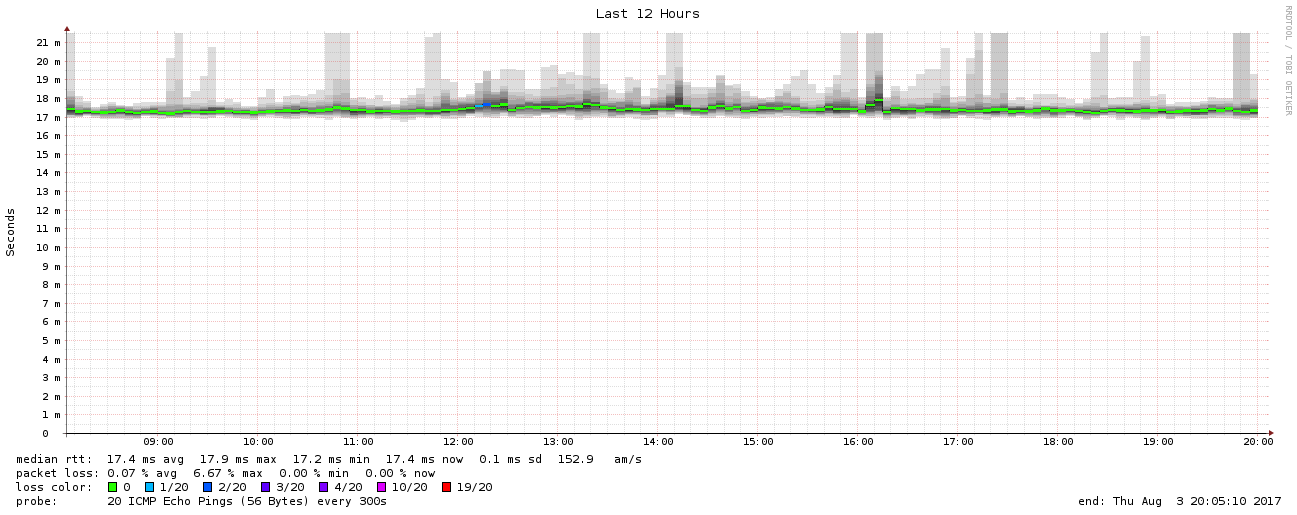 Last 12 Hours
RRDTOOL / TOBI OETIKER
Seconds
21 m
20 m
19 m
18 m
17 m
16 m
15 m
14 m
13 m
12 m
11 m
10 m
9 m
8 m
7 m
6 m
5 m
4 m
3 m
2 m
1 m
0
09:00 10:00 11:00 12:00 13:00 14:00 15:00 16:00 17:00 18:00 19:00 20:00
median rtt: 17.4 ms avg 17.9 ms max 17.2 ms min 17.4 ms now 0.1 ms sd 152.9 am/s
packet loss: 0.07 % avg 6.67 % max 0.00 % min 0.00 % now
loss color: 0 1/20 2/20 3/20 4/20 10/20 19/20
probe: 20 ICMP Echo Pings (56 Bytes) every 300s end: Thu Aug 3 20:05:10 2017